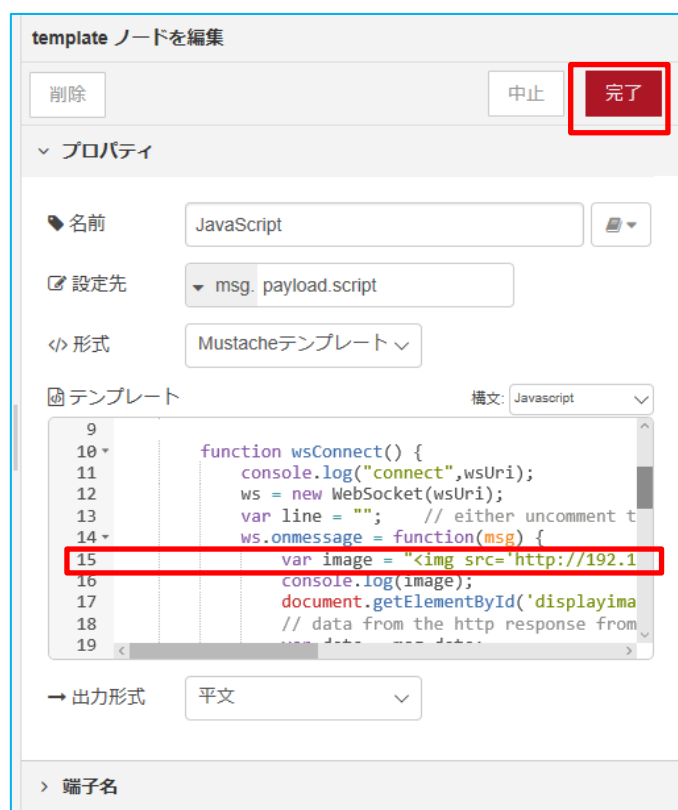 template ノードを編集
削除 中止 完了
プロパティ
名前 JavaScript
設定先 msg. payload.script
形式 Mustacheテンプレート
テンプレート 構文: Javascript
9
10 function wsConnect() {
11 console.log("connect",wsUri);
12 ws = new WebSocket(wsUri);
13 var line = ""; // either uncomment t
14 ws.onmessage = function(msg) {
15 var image = "<img src='http://192.1
16 console.log(image);
17 document.getElementById('displayima
18 // data from the http response from
19
出力形式 平文
端子名